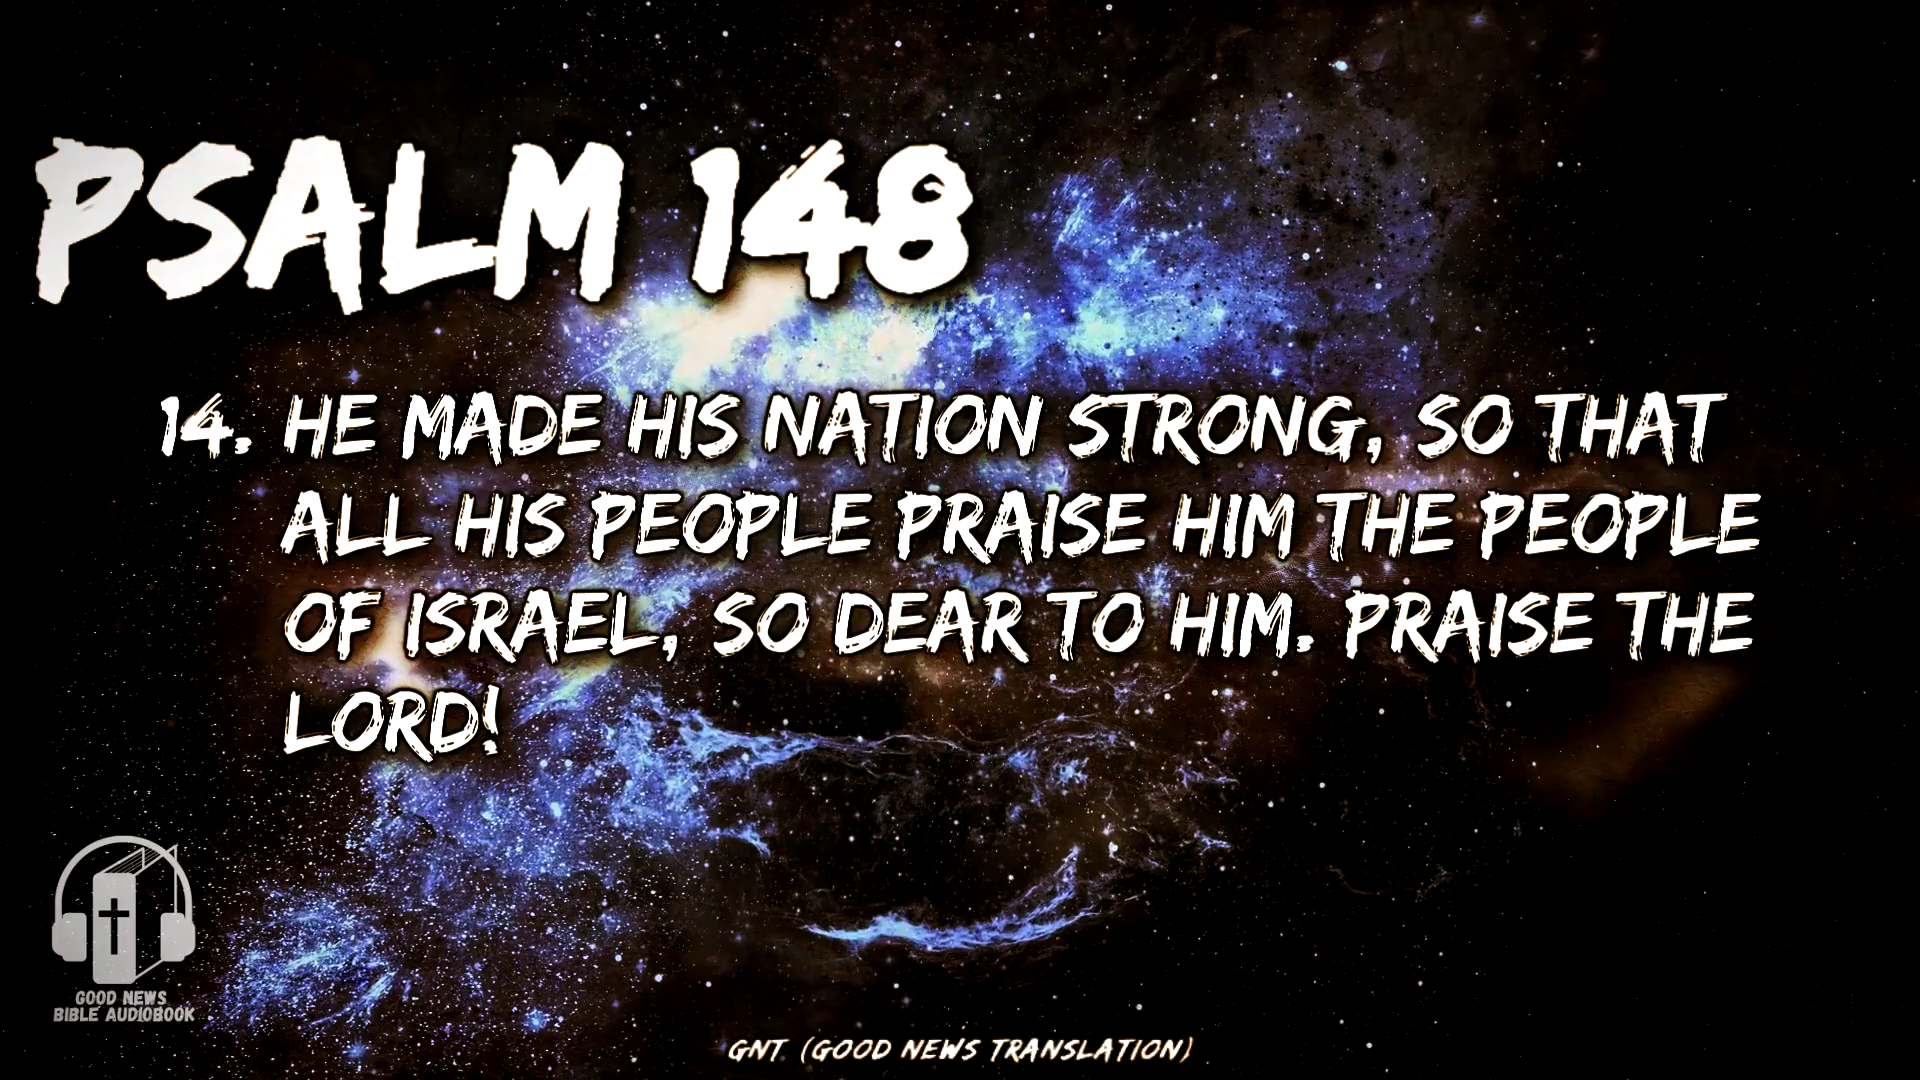 PSALM 148
14. HE MADE HIS NATION STRONG, SO THAT
ALL HIS PEOPLE PRAISE HIM THE PEOPLE
OF ISRAEL, SO DEAR TO HIM. PRAISE THE
LORD!
GOOD NEWS
BIBLE AUDIOBOOK
GNT (GOOD NEWS TRANSLATION)